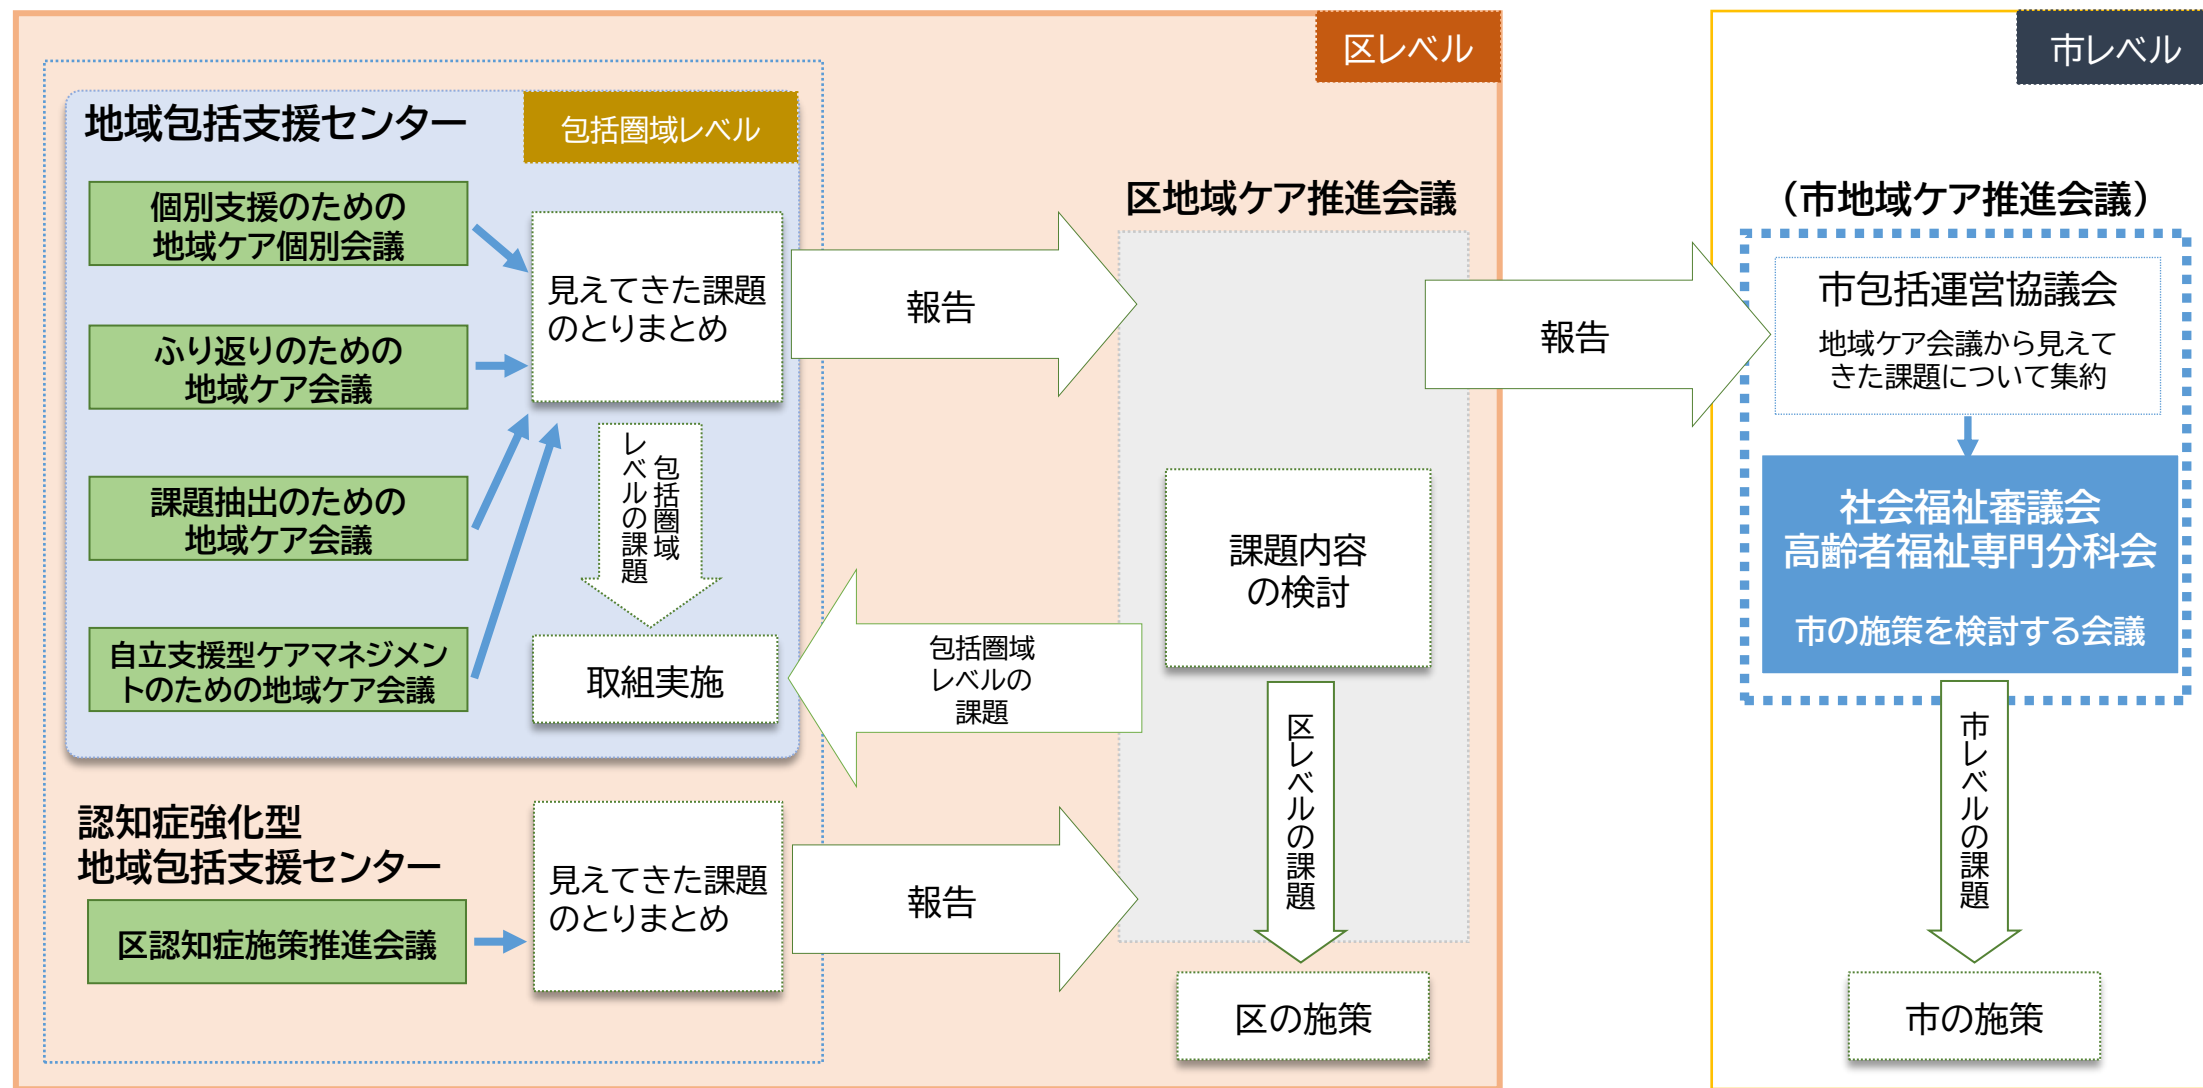 区レベル
市レベル
地域包括支援センター
包括圏域レベル
個別支援のための
地域ケア個別会議
ふり返りのための
地域ケア会議
課題抽出のための
地域ケア会議
自立支援型ケアマネジメン
トのための地域ケア会議
見えてきた課題
のとりまとめ
包括圏域
レベルの課題
取組実施
報告
包括圏域
レベルの
課題
認知症強化型
地域包括支援センター
区認知症施策推進会議
見えてきた課題
のとりまとめ
報告
区地域ケア推進会議
課題内容
の検討
区レベルの課題
区の施策
報告
（市地域ケア推進会議）
市包括運営協議会
地域ケア会議から見えて
きた課題について集約
社会福祉審議会
高齢者福祉専門分科会
市の施策を検討する会議
市レベルの課題
市の施策